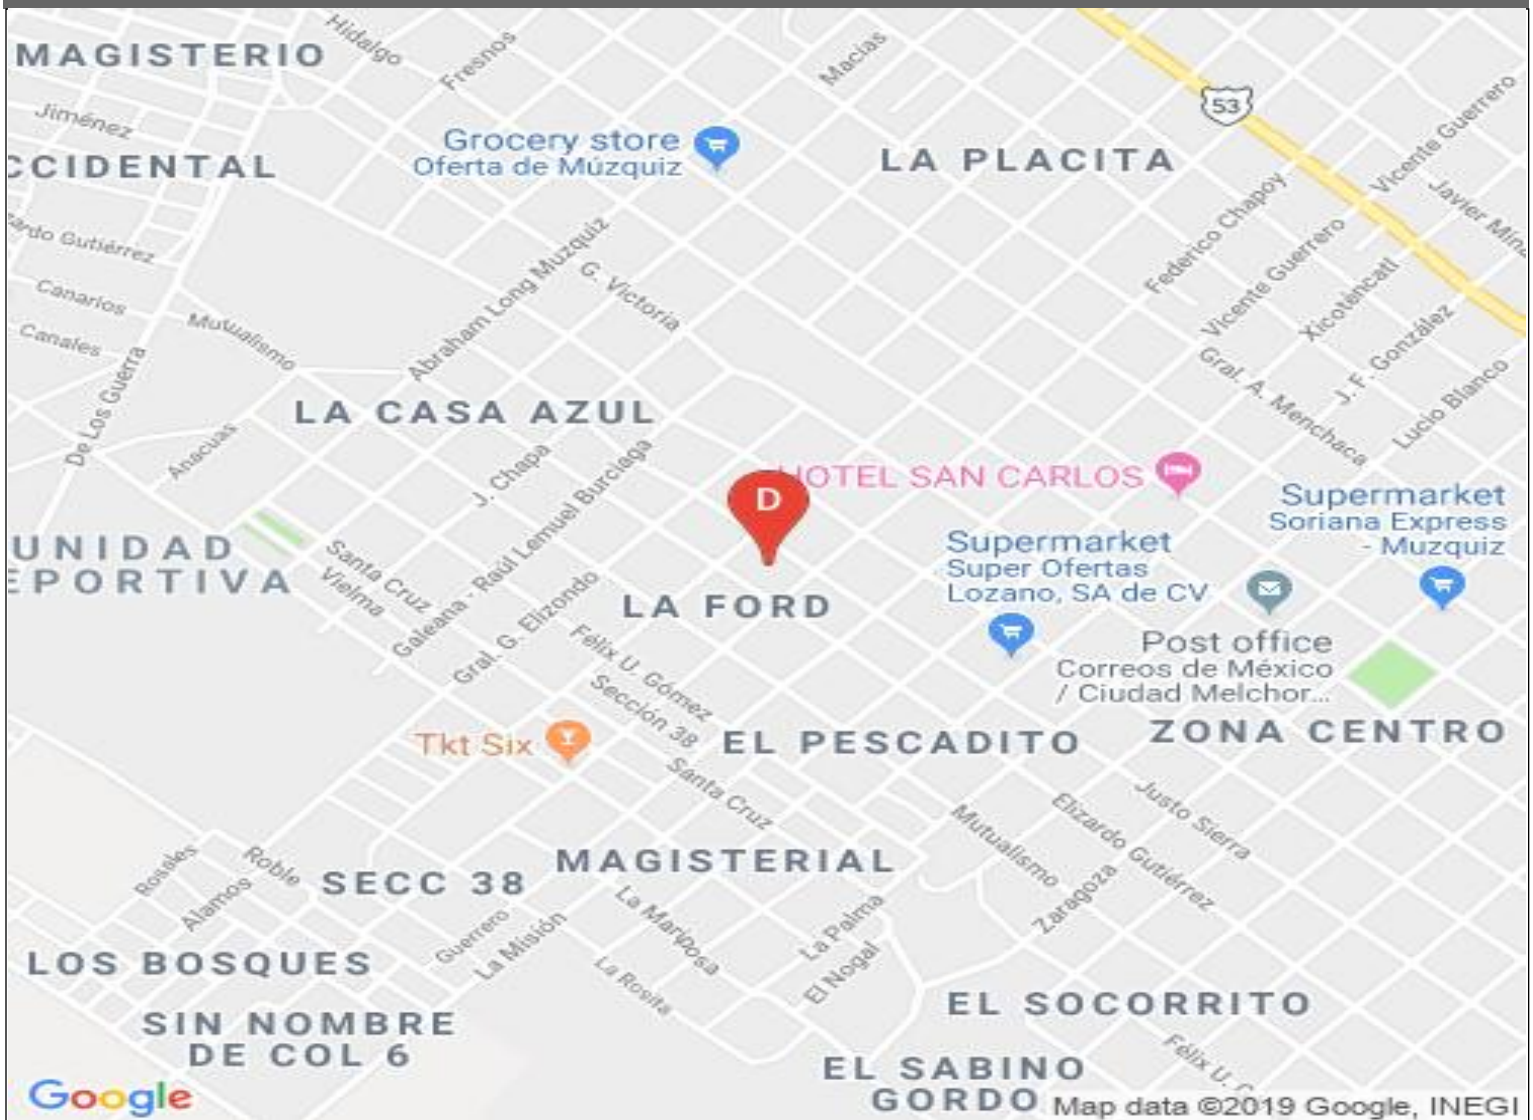 Hidalgo
Fresnos
Macías
MAGISTERIO
53
Vicente Guerrero
Jiménez
Grocery store
Oferta de Múzquiz
LA PLACITA
CCIDENTAL
Federico Chapoy
Javier Mina
Gutiérrez
Abraham Long Muzquiz
G. Victoria
Vicente Guerrero
Xicoténcatl
Canarios
Mutualismo
J. F. González
Canales
De Los Guerra
Gral. A. Menchaca
Lucio Blanco
LA CASA AZUL
Anacuas
J. Chapa
Galeana - Raúl Lemuel Burciaga
D
HOTEL SAN CARLOS
Supermarket
Soriana Express
- Muzquiz
UNIDAD
EPORTIVA
Santa Cruz
Vielma
Supermarket
Super Ofertas
Lozano, SA de CV
Gral. G. Elizondo
LA FORD
Félix U. Gómez
Post office
Correos de México
/ Ciudad Melchor...
Sección 38
Tkt Six
EL PESCADITO
ZONA CENTRO
Santa Cruz
Justo Sierra
Mutualismo
Elizardo Gutiérrez
Rosales
Roble
MAGISTERIAL
Alamos
SECC 38
Zaragoza
La Mariposa
La Palma
Guerrero
La Misión
El Nogal
LOS BOSQUES
La Rosita
EL SOCORRITO
SIN NOMBRE
DE COL 6
Félix U.
EL SABINO
GORDO
Google
Map data ©2019 Google, INEGI